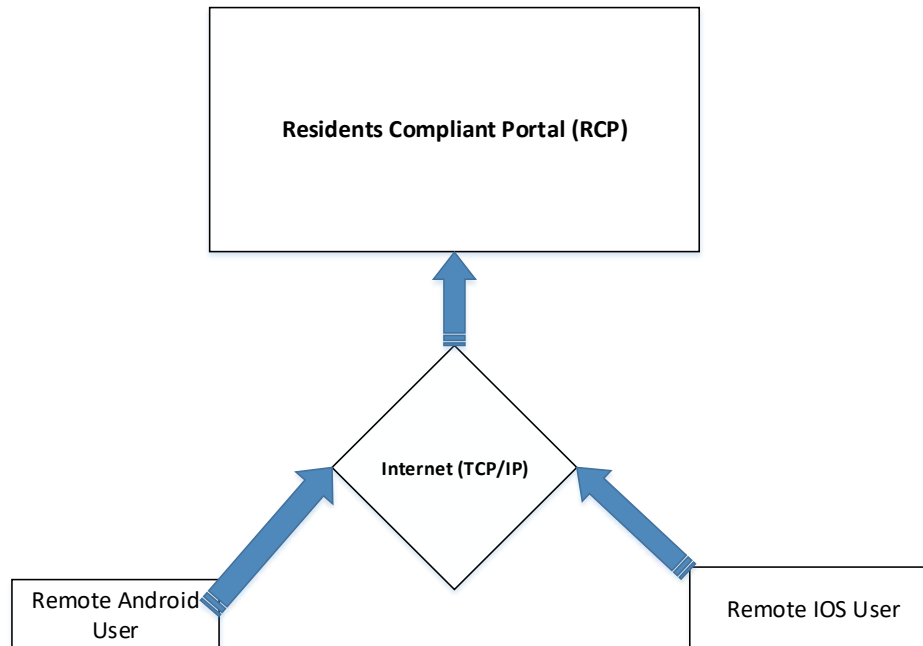 Residents Compliant Portal (RCP)
Internet (TCP/IP)
Remote Android
User
Remote IOS User